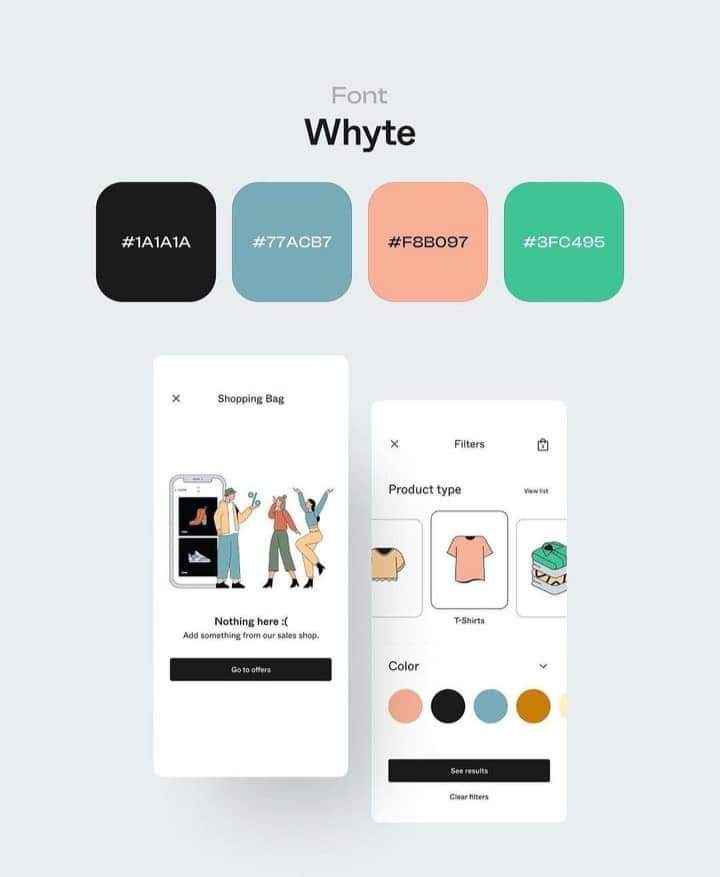 Font
Whyte
#1A1A1A
#77ACB7
#F8B097
#3FC495
Shopping Bag
%
Nothing here :(
Add something from our sales shop.
Go to offers
Filters
Product type
View list
T-Shirts
Color
See results
Clear filters